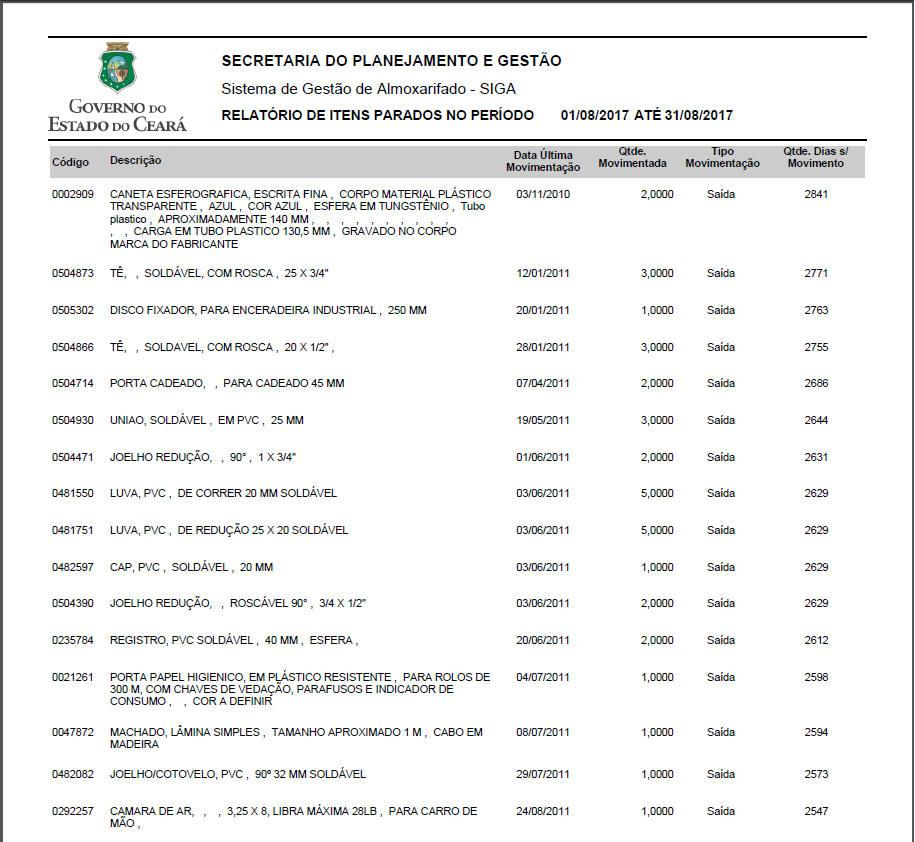 GOVERNO DO
ESTADO DO CEARÁ
SECRETARIA DO PLANEJAMENTO E GESTÃO
Sistema de Gestão de Almoxarifado - SIGA
RELATÓRIO DE ITENS PARADOS NO PERÍODO 01/08/2017 ATÉ 31/08/2017
Código Descrição Data Última Movimentação Qtde. Movimentada Tipo Movimentação Qtde. Dias s/ Movimento
0002909 CANETA ESFEROGRAFICA, ESCRITA FINA , CORPO MATERIAL PLÁSTICO 03/11/2010 2,0000 Saída 2841
TRANSPARENTE , AZUL , COR AZUL , ESFERA EM TUNGSTÊNIO , Tubo
plastico , APROXIMADAMENTE 140 MM , , , , , , , , , ,
, , CARGA EM TUBO PLASTICO 130,5 MM , GRAVADO NO CORPO
MARCA DO FABRICANTE
0504873 TÊ, , SOLDÁVEL, COM ROSCA , 25 X 3/4" 12/01/2011 3,0000 Saída 2771
0505302 DISCO FIXADOR, PARA ENCERADEIRA INDUSTRIAL , 250 MM 20/01/2011 1,0000 Saída 2763
0504866 TÊ, , SOLDAVEL, COM ROSCA , 20 X 1/2" , 28/01/2011 3,0000 Saída 2755
0504714 PORTA CADEADO, , PARA CADEADO 45 MM 07/04/2011 2,0000 Saída 2686
0504930 UNIAO, SOLDÁVEL , EM PVC , 25 MM 19/05/2011 3,0000 Saída 2644
0504471 JOELHO REDUÇÃO, , 90° , 1 X 3/4" 01/06/2011 2,0000 Saída 2631
0481550 LUVA, PVC , DE CORRER 20 MM SOLDÁVEL 03/06/2011 5,0000 Saída 2629
0481751 LUVA, PVC , DE REDUÇÃO 25 X 20 SOLDÁVEL 03/06/2011 5,0000 Saída 2629
0482597 CAP, PVC , SOLDÁVEL , 20 MM 03/06/2011 1,0000 Saída 2629
0504390 JOELHO REDUÇÃO, , ROSCÁVEL 90° , 3/4 X 1/2" 03/06/2011 2,0000 Saída 2629
0235784 REGISTRO, PVC SOLDÁVEL , 40 MM , ESFERA , 20/06/2011 2,0000 Saída 2612
0021261 PORTA PAPEL HIGIENICO, EM PLÁSTICO RESISTENTE , PARA ROLOS DE 04/07/2011 1,0000 Saída 2598
300 M, COM CHAVES DE VEDAÇÃO, PARAFUSOS E INDICADOR DE
CONSUMO , , COR A DEFINIR
0047872 MACHADO, LÂMINA SIMPLES , TAMANHO APROXIMADO 1 M , CABO EM 08/07/2011 1,0000 Saída 2594
MADEIRA
0482082 JOELHO/COTOVELO, PVC , 90º 32 MM SOLDÁVEL 29/07/2011 1,0000 Saída 2573
0292257 CAMARA DE AR, , , 3,25 X 8, LIBRA MÁXIMA 28LB , PARA CARRO DE 24/08/2011 1,0000 Saída 2547
MÃO ,